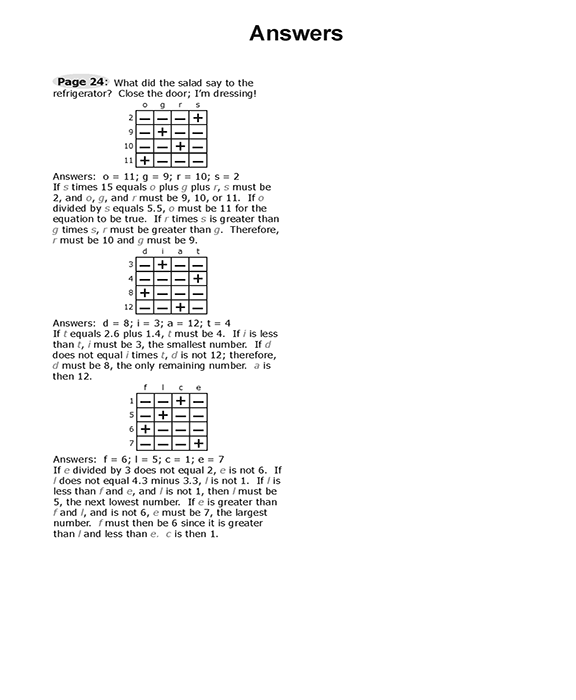 Answers
Page 24: What did the salad say to the
refrigerator? Close the door; I'm dressing!
o g r s
2 — — — +
9 — + — —
10 — — + —
11 + — — —
Answers: o = 11; g = 9; r = 10; s = 2
If s times 15 equals o plus g plus r, s must be
2, and o, g, and r must be 9, 10, or 11. If o
divided by s equals 5.5, o must be 11 for the
equation to be true. If r times s is greater than
g times s, r must be greater than g. Therefore,
r must be 10 and g must be 9.
d i a t
3 — + — —
4 — — — +
8 + — — —
12 — — + —
Answers: d = 8; i = 3; a = 12; t = 4
If t equals 2.6 plus 1.4, t must be 4. If i is less
than t, i must be 3, the smallest number. If d
does not equal i times t, d is not 12; therefore,
d must be 8, the only remaining number. a is
then 12.
f l c e
1 — — + —
5 — + — —
6 + — — —
7 — — — +
Answers: f = 6; l = 5; c = 1; e = 7
If e divided by 3 does not equal 2, e is not 6. If
l does not equal 4.3 minus 3.3, l is not 1. If l is
less than f and e, and l is not 1, then l must be
5, the next lowest number. If e is greater than
f and l, and is not 6, e must be 7, the largest
number. f must then be 6 since it is greater
than l and less than e. c is then 1.